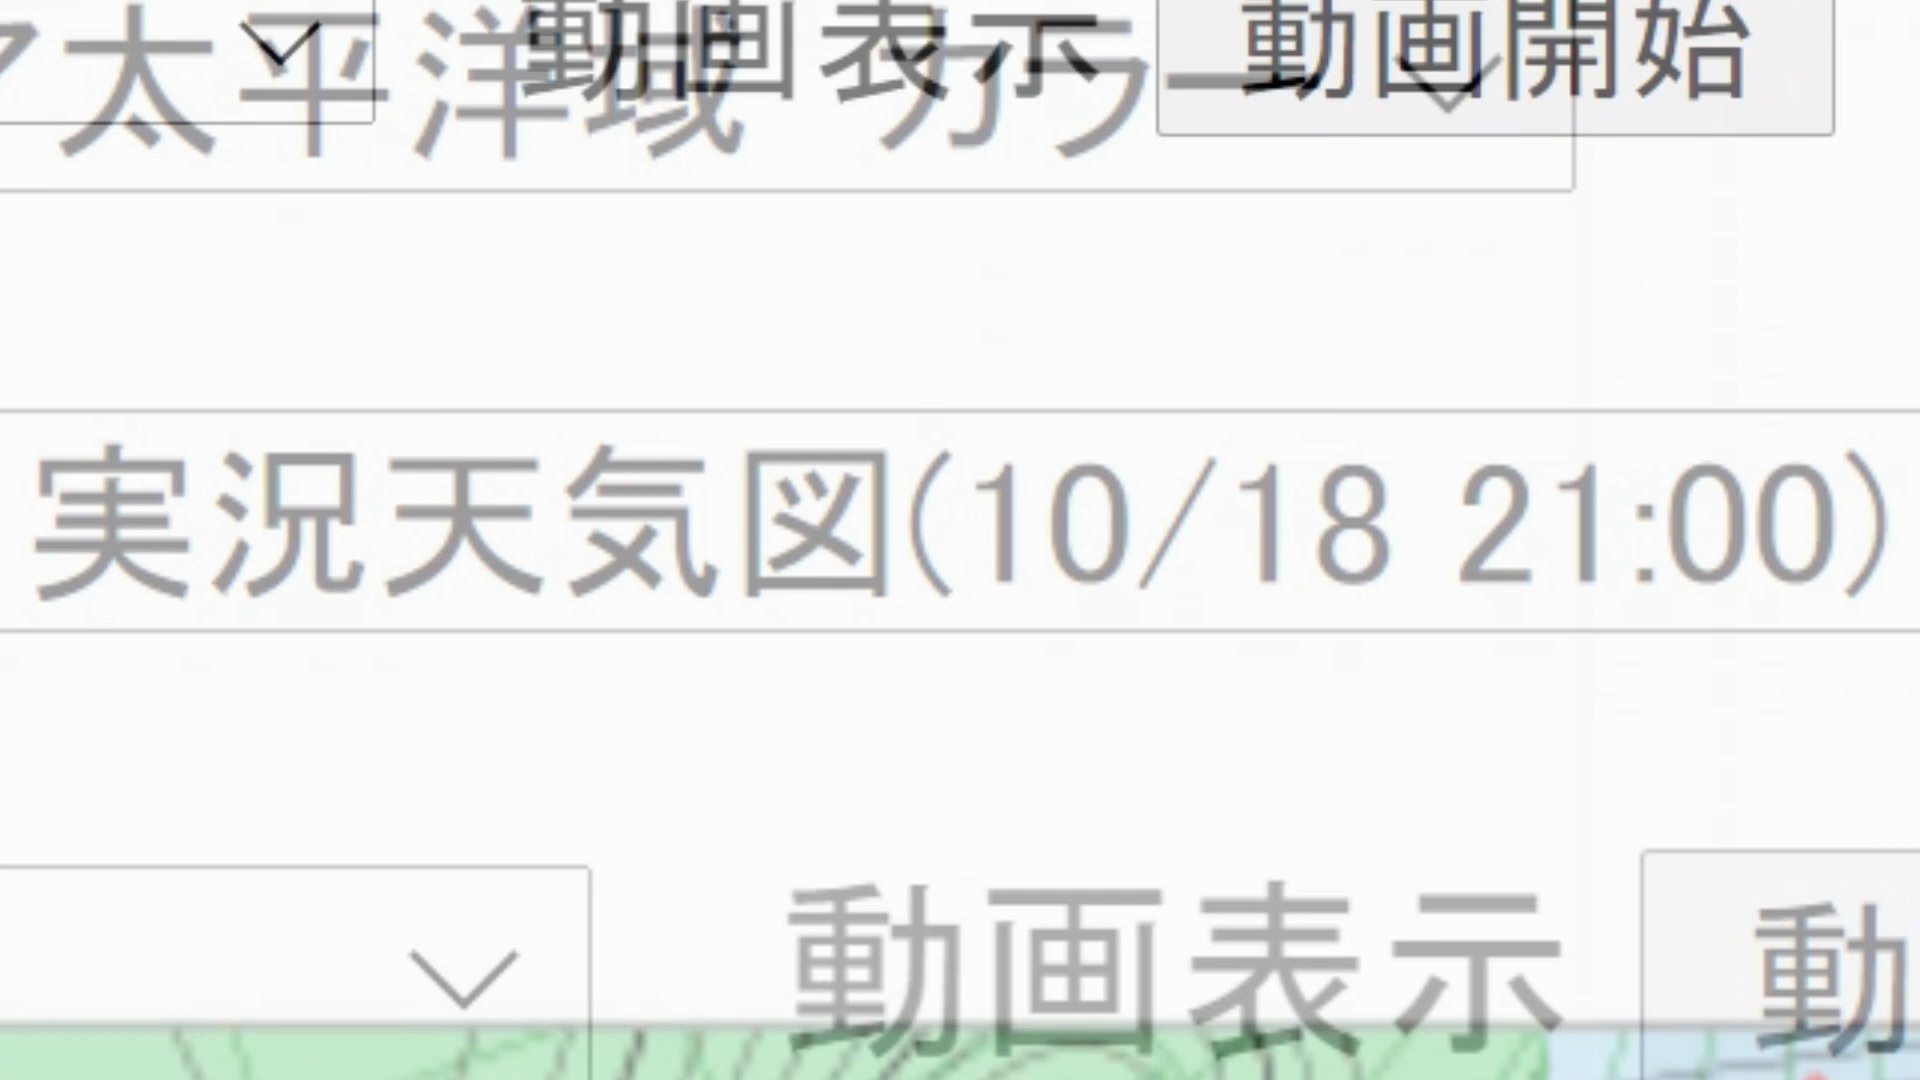 太平洋域 カラー
動画表示 動画開始
実況天気図(10/18 21:00)
動画表示 動